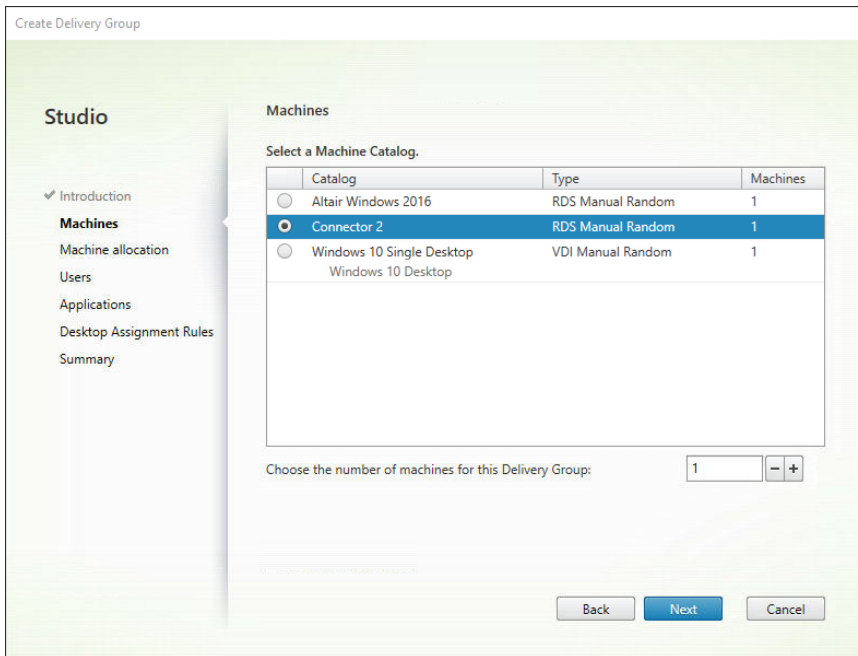 Create Delivery Group
Studio
Introduction
Machines
Machine allocation
Users
Applications
Desktop Assignment Rules
Summary
Machines
Select a Machine Catalog.
Catalog Type Machines
Altair Windows 2016 RDS Manual Random 1
Connector 2 RDS Manual Random 1
Windows 10 Single Desktop VDI Manual Random 1
Windows 10 Desktop
Choose the number of machines for this Delivery Group: 1 - +
Back Next Cancel